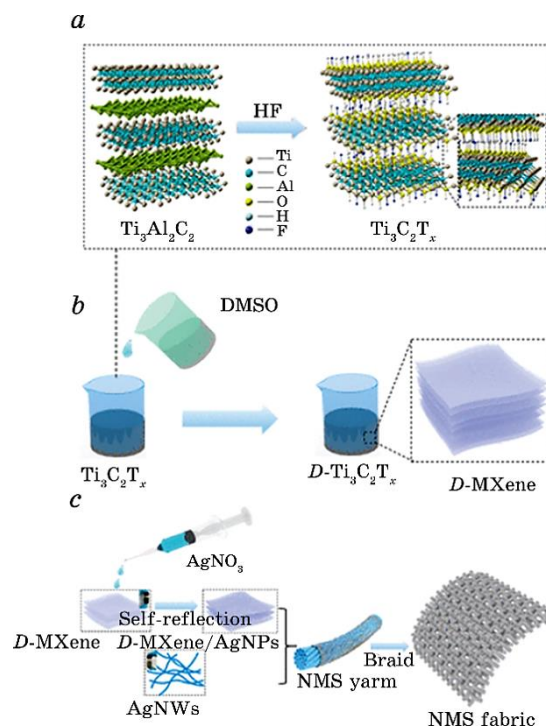 a
HF
Ti
C
Al
O
H
F
Ti₃Al₂C₂
Ti₃C₂Tₓ
b
DMSO
Ti₃C₂Tₓ
D-Ti₃C₂Tₓ
D-MXene
c
AgNO₃
Self-reflection
D-MXene
D-MXene/AgNPs
AgNWs
NMS yarm
Braid
NMS fabric